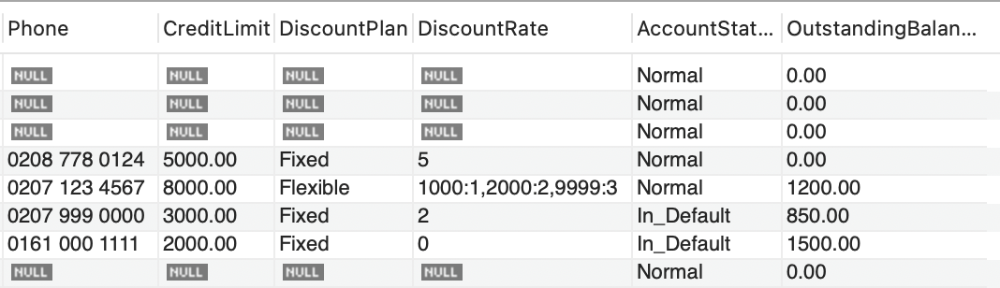 Phone CreditLimit DiscountPlan DiscountRate AccountStat... OutstandingBalan...
NULL NULL NULL NULL Normal 0.00
NULL NULL NULL NULL Normal 0.00
NULL NULL NULL NULL Normal 0.00
0208 778 0124 5000.00 Fixed 5 Normal 0.00
0207 123 4567 8000.00 Flexible 1000:1,2000:2,9999:3 Normal 1200.00
0207 999 0000 3000.00 Fixed 2 In_Default 850.00
0161 000 1111 2000.00 Fixed 0 In_Default 1500.00
NULL NULL NULL NULL Normal 0.00